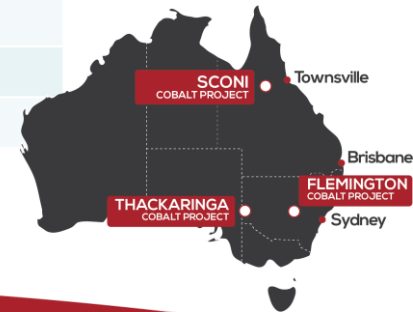 SCONI
COBALT PROJECT
Townsville
Brisbane
FLEMINGTON
COBALT PROJECT
THACKARINGA
COBALT PROJECT
Sydney